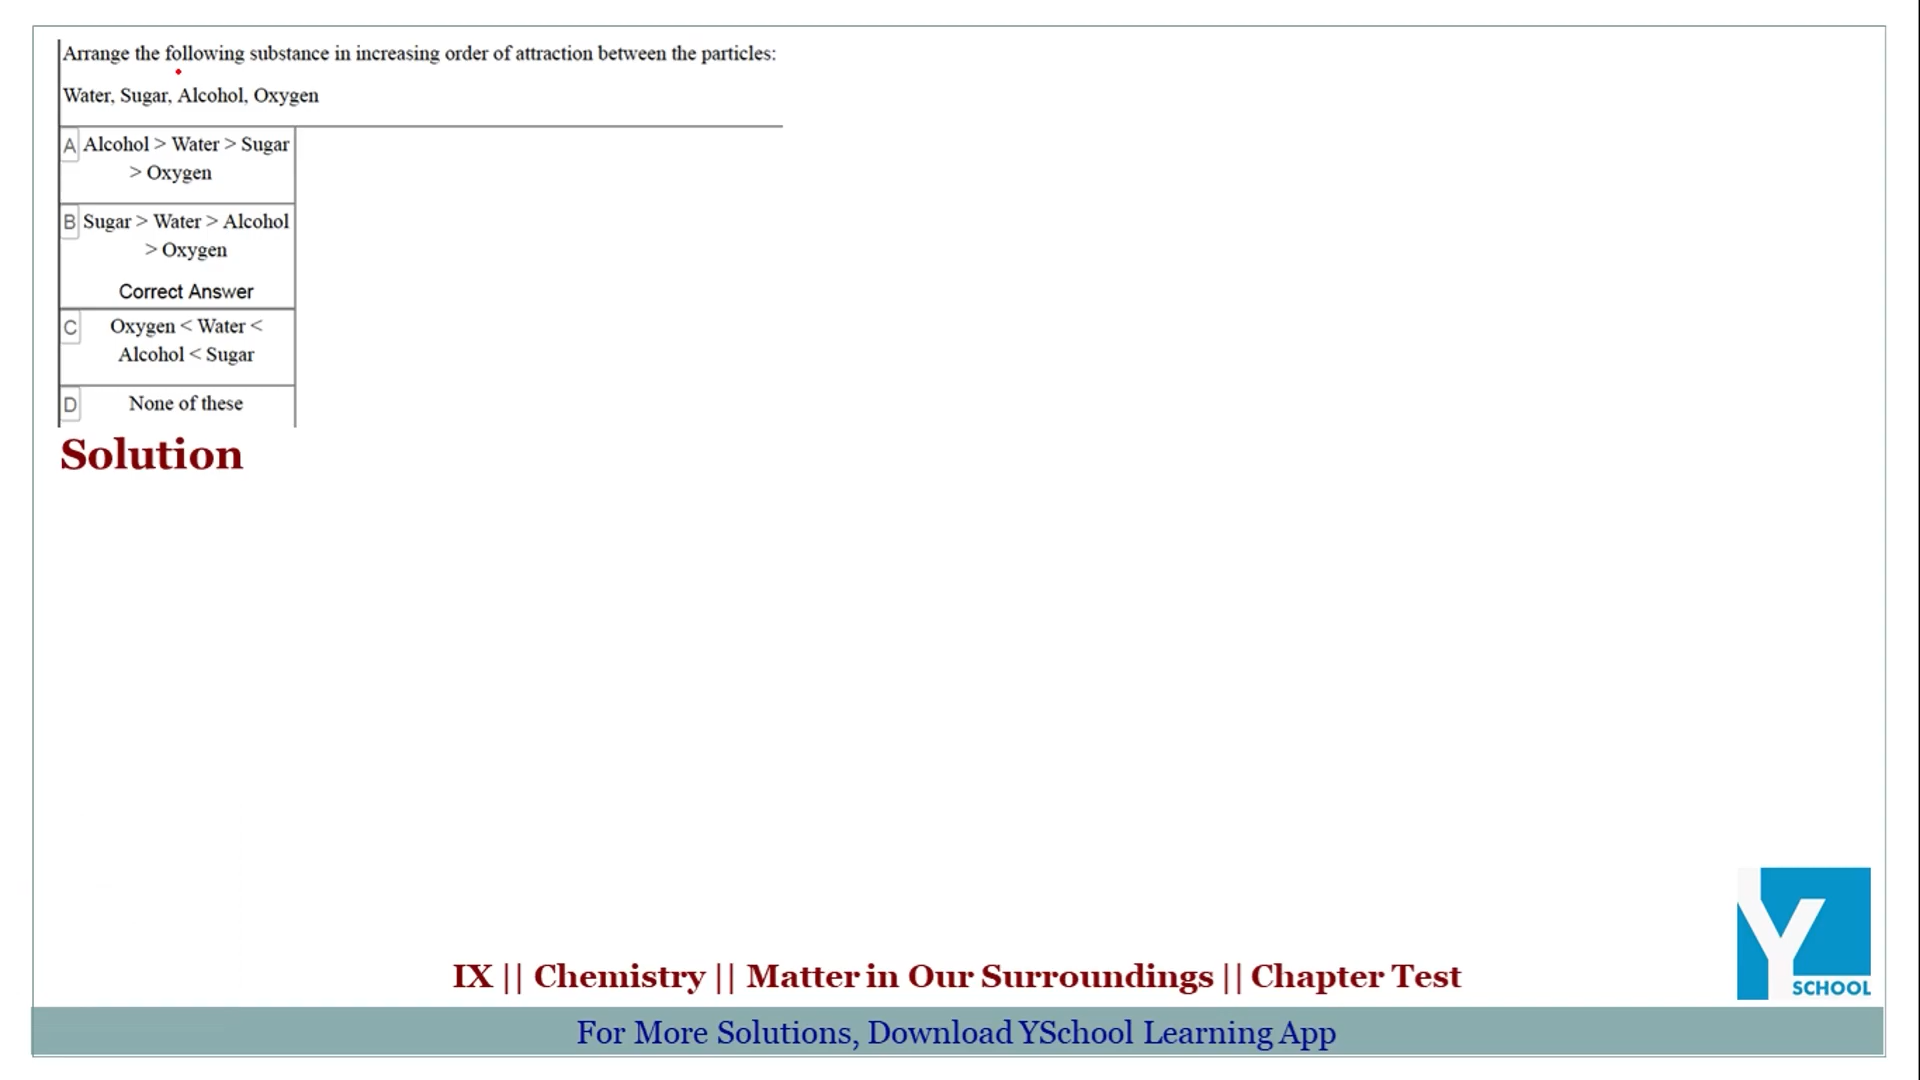 Arrange the following substance in increasing order of attraction between the particles:
Water, Sugar, Alcohol, Oxygen
A Alcohol > Water > Sugar
> Oxygen
B Sugar > Water > Alcohol
> Oxygen
Correct Answer
C Oxygen < Water <
Alcohol < Sugar
D None of these
Solution
Y
SCHOOL
IX || Chemistry || Matter in Our Surroundings || Chapter Test
For More Solutions, Download YSchool Learning App